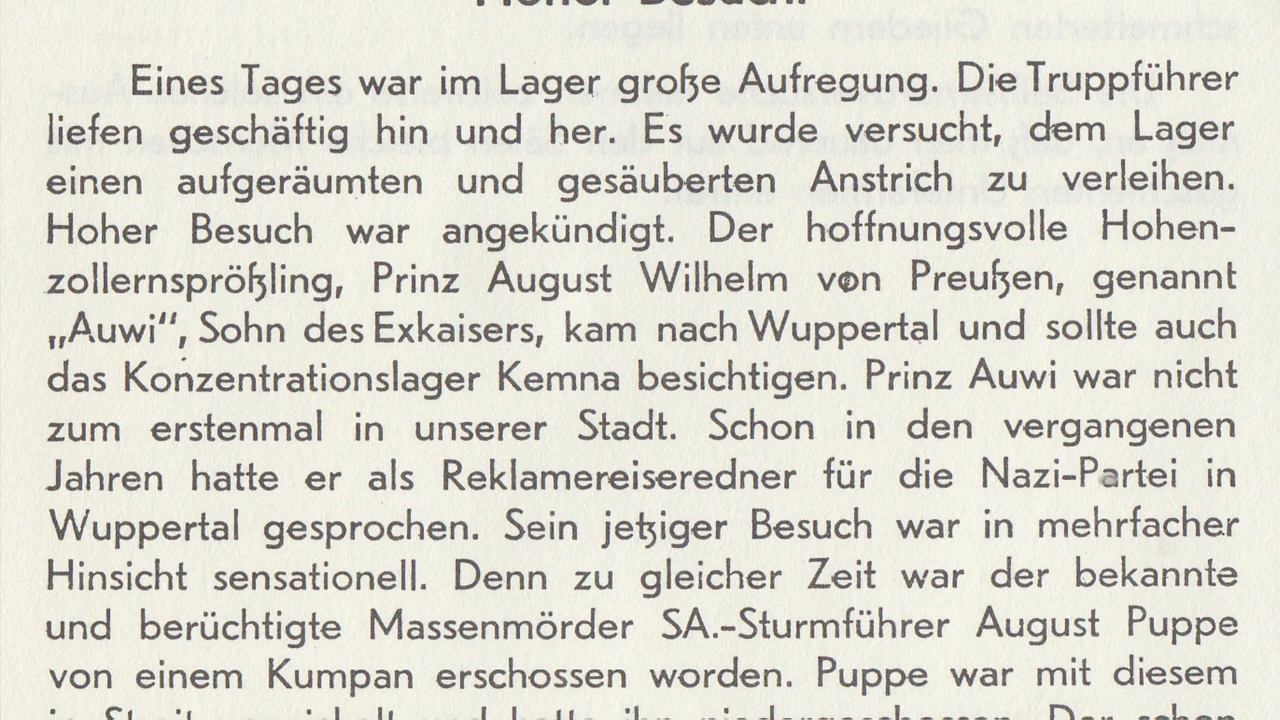 Hoher Besuch.
Eines Tages war im Lager große Aufregung. Die Truppführer
liefen geschäftig hin und her. Es wurde versucht, dem Lager
einen aufgeräumten und gesäuberten Anstrich zu verleihen.
Hoher Besuch war angekündigt. Der hoffnungsvolle Hohen-
zollernsprößling, Prinz August Wilhelm von Preußen, genannt
„Auwi“, Sohn des Exkaisers, kam nach Wuppertal und sollte auch
das Konzentrationslager Kemna besichtigen. Prinz Auwi war nicht
zum erstenmal in unserer Stadt. Schon in den vergangenen
Jahren hatte er als Reklamereiseredner für die Nazi-Partei in
Wuppertal gesprochen. Sein jetziger Besuch war in mehrfacher
Hinsicht sensationell. Denn zu gleicher Zeit war der bekannte
und berüchtigte Massenmörder SA.-Sturmführer August Puppe
von einem Kumpan erschossen worden. Puppe war mit diesem